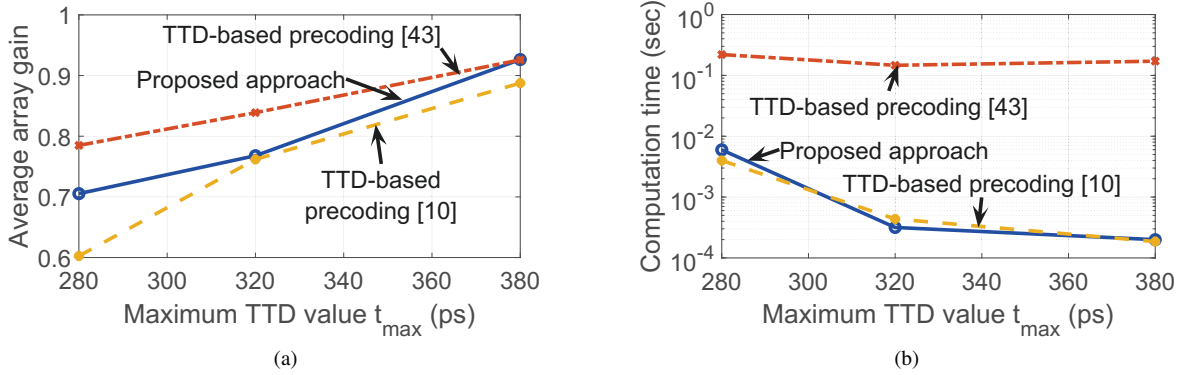 1
0.9
0.8
0.7
0.6
Average array gain
TTD-based precoding [43]
Proposed approach
TTD-based
precoding [10]
280 300 320 340 360 380
Maximum TTD value t_max (ps)
(a)
10^0
10^-1
10^-2
10^-3
10^-4
Computation time (sec)
TTD-based precoding [43]
Proposed approach
TTD-based precoding [10]
280 300 320 340 360 380
Maximum TTD value t_max (ps)
(b)